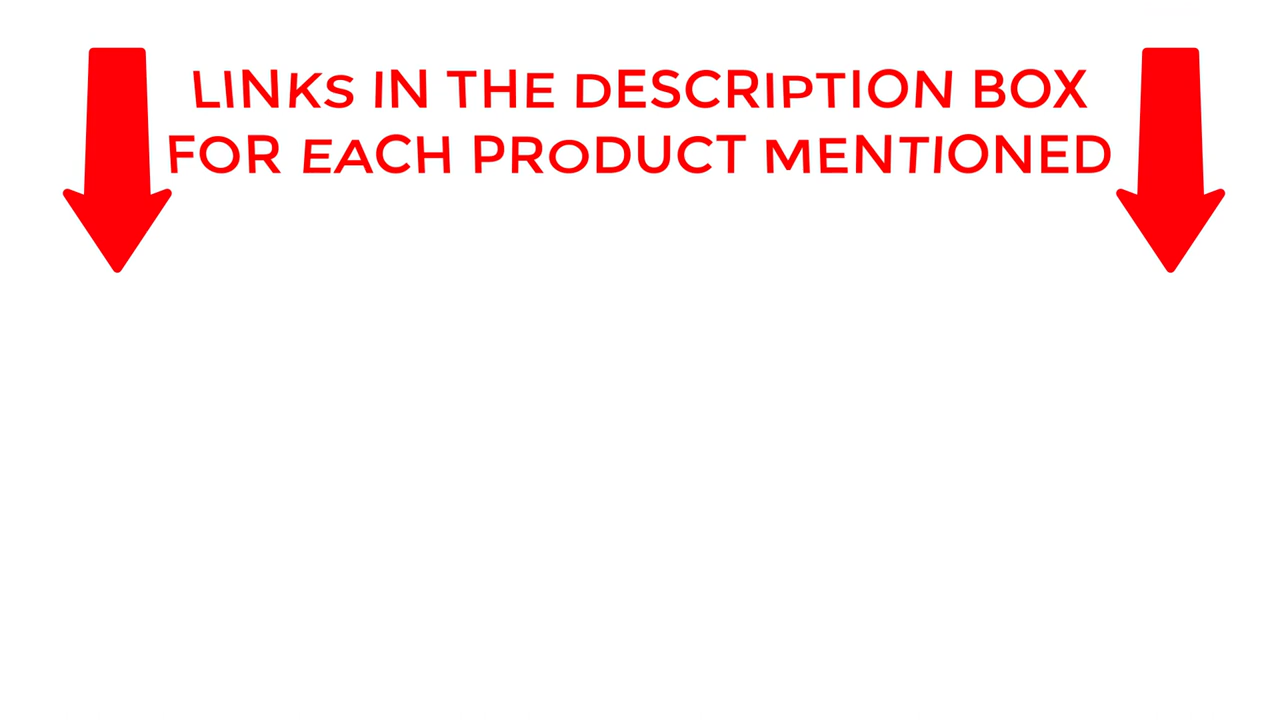 LINKS IN THE DESCRIPTION BOX
FOR EACH PRODUCT MENTIONED